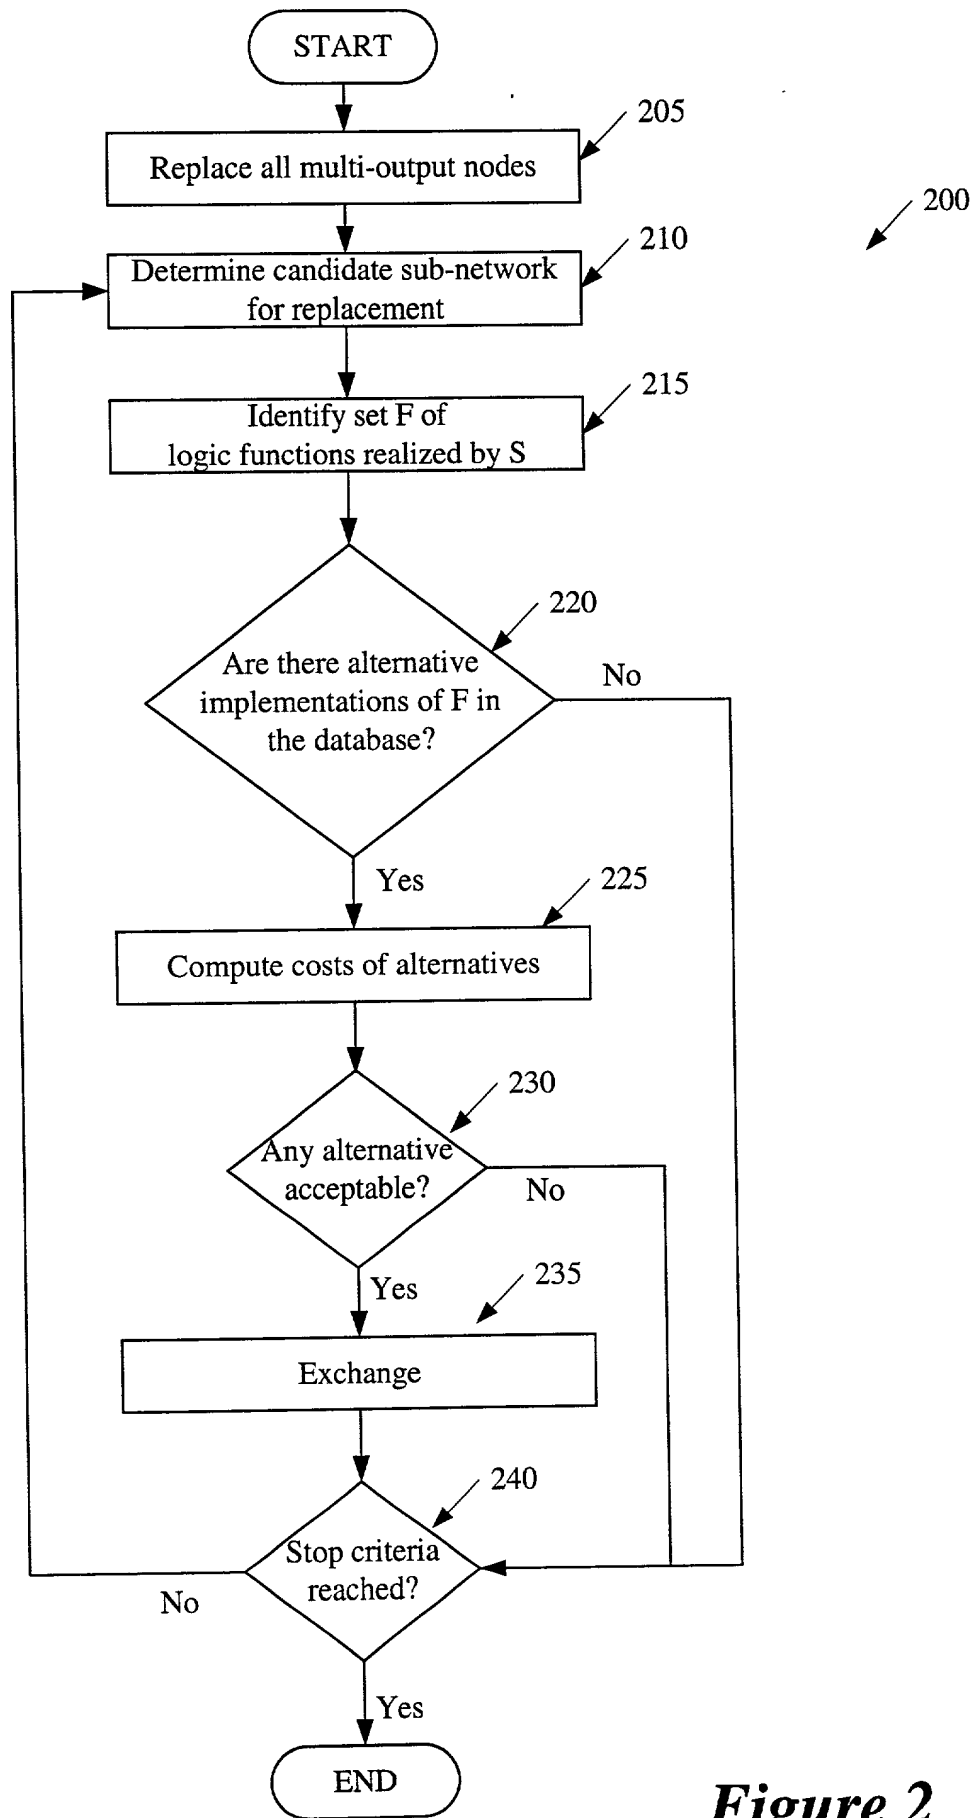 START
205
Replace all multi-output nodes
200
210
Determine candidate sub-network
for replacement
215
Identify set F of
logic functions realized by S
220
Are there alternative
implementations of F in
the database?
No
Yes
225
Compute costs of alternatives
230
Any alternative
acceptable?
No
Yes
235
Exchange
240
Stop criteria
reached?
No
Yes
END
Figure 2